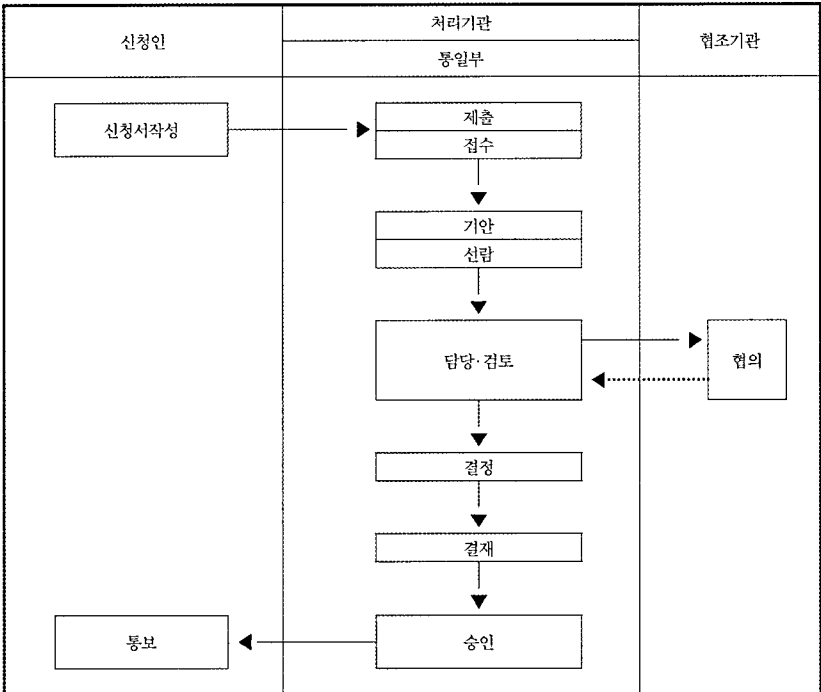 신청인
처리기관
통일부
협조기관
신청서작성
제출
접수
기안
선람
담당·검토
협의
결정
결재
통보
승인